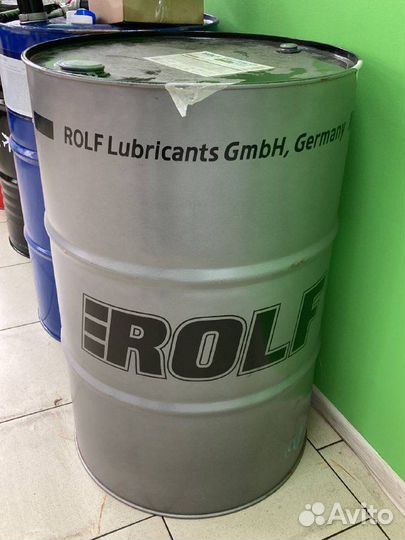 ROLF Lubricants GmbH, Germany
ROLF
Avito